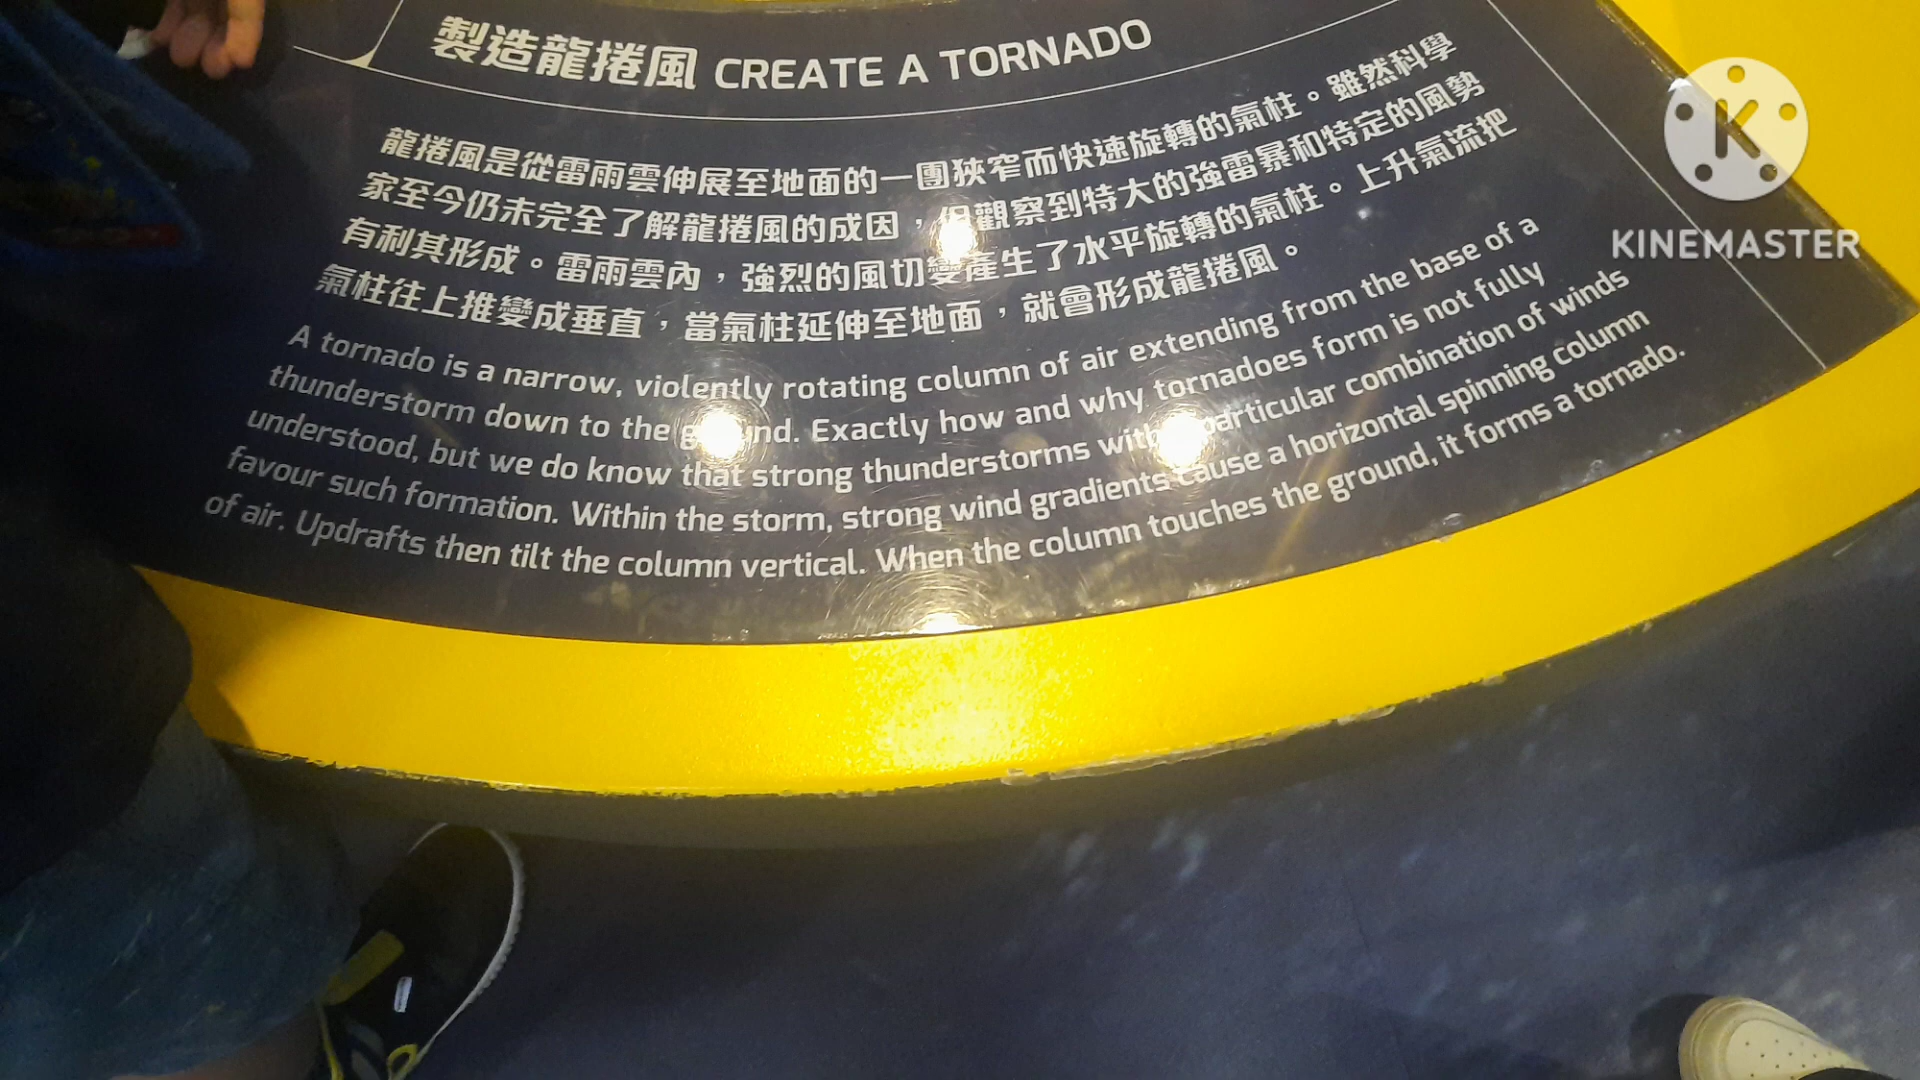 製造龍捲風 CREATE A TORNADO
龍捲風是從雷雨雲伸展至地面的一團狹窄而快速旋轉的氣柱。雖然科學
家至今仍未完全了解龍捲風的成因，但觀察到特大的強雷暴和特定的風勢
有利其形成。雷雨雲內，強烈的風切變產生了水平旋轉的氣柱。上升氣流把
氣柱往上推變成垂直，當氣柱延伸至地面，就會形成龍捲風。
A tornado is a narrow, violently rotating column of air extending from the base of a
thunderstorm down to the ground. Exactly how and why tornadoes form is not fully
understood, but we do know that strong thunderstorms with particular combination of winds
favour such formation. Within the storm, strong wind gradients cause a horizontal spinning column
of air. Updrafts then tilt the column vertical. When the column touches the ground, it forms a tornado.
K
KINEMASTER